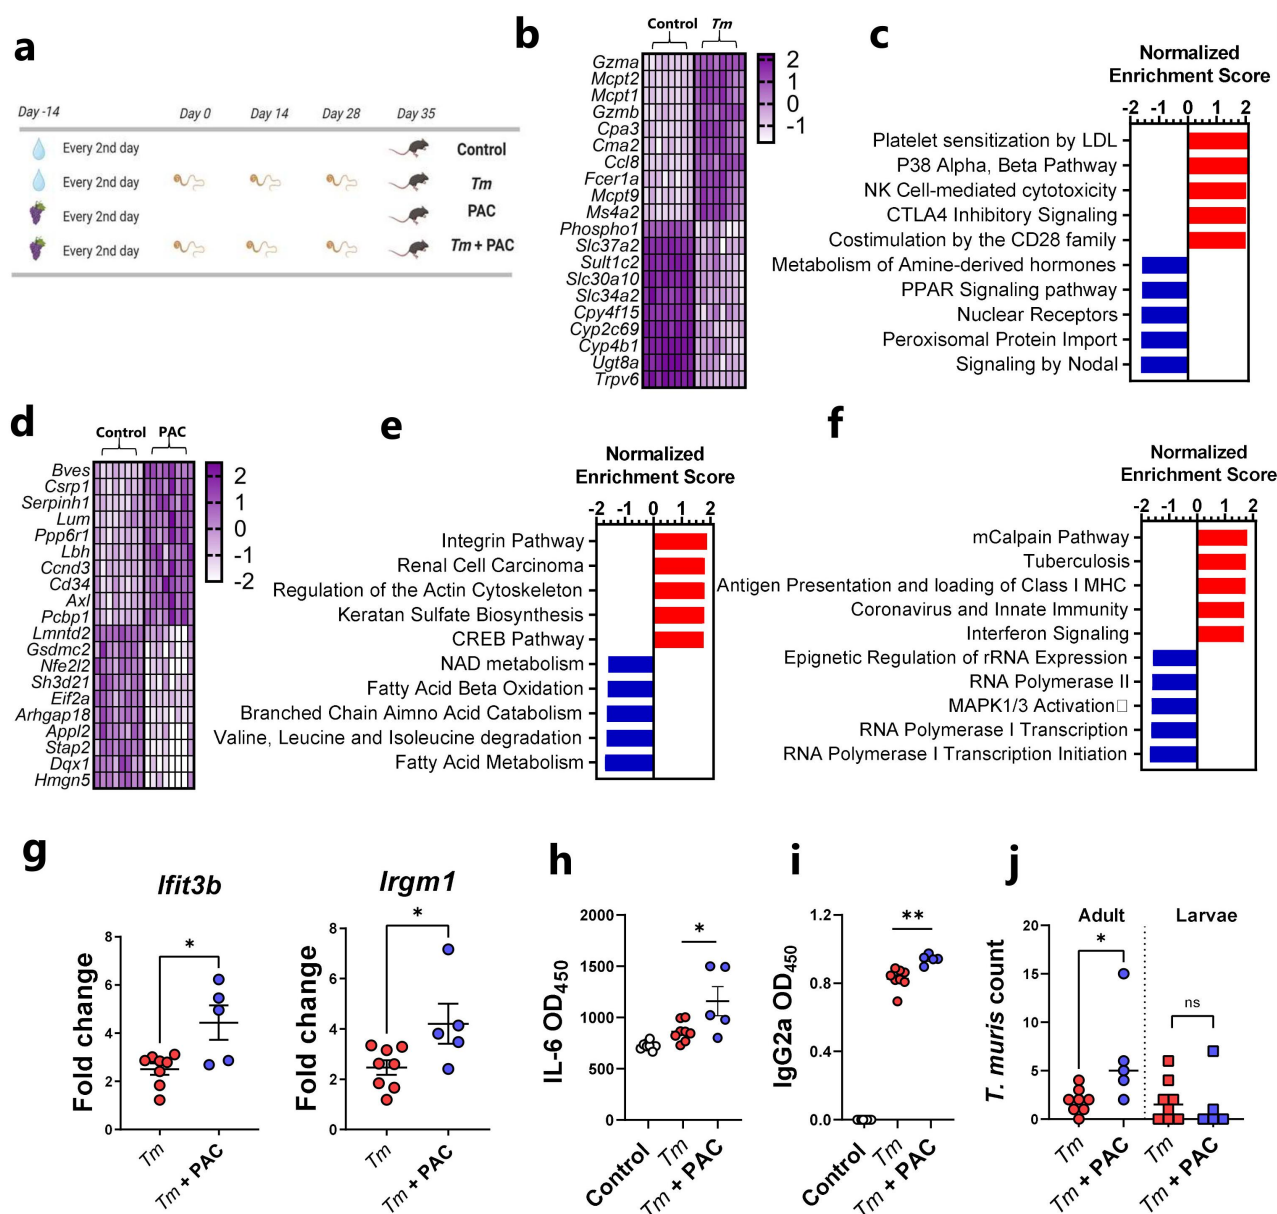 a
Day -14
Day 0
Day 14
Day 28
Day 35
Every 2nd day
Control
Every 2nd day
Tm
Every 2nd day
PAC
Every 2nd day
Tm + PAC
b
Control
Tm
Gzma
Mcpt2
Mcpt1
Gzmb
Cpa3
Cma2
Ccl8
Fcer1a
Mcpt9
Ms4a2
Phospho1
Slc37a2
Sult1c2
Slc30a10
Slc34a2
Cpy4f15
Cyp2c69
Cyp4b1
Ugt8a
Trpv6
2
1
0
-1
c
Normalized
Enrichment Score
-2 -1 0 1 2
Platelet sensitization by LDL
P38 Alpha, Beta Pathway
NK Cell-mediated cytotoxicity
CTLA4 Inhibitory Signaling
Costimulation by the CD28 family
Metabolism of Amine-derived hormones
PPAR Signaling pathway
Nuclear Receptors
Peroxisomal Protein Import
Signaling by Nodal
d
Control
PAC
Bves
Csrp1
Serpinh1
Lum
Ppp6r1
Lbh
Ccnd3
Cd34
Axl
Pcbp1
Lmntd2
Gsdmc2
Nfe2l2
Sh3d21
Eif2a
Arhgap18
Appl2
Stap2
Dqx1
Hmgn5
2
1
0
-1
-2
e
Normalized
Enrichment Score
-2 -1 0 1 2
Integrin Pathway
Renal Cell Carcinoma
Regulation of the Actin Cytoskeleton
Keratan Sulfate Biosynthesis
CREB Pathway
NAD metabolism
Fatty Acid Beta Oxidation
Branched Chain Aimno Acid Catabolism
Valine, Leucine and Isoleucine degradation
Fatty Acid Metabolism
f
Normalized
Enrichment Score
-2 -1 0 1 2
mCalpain Pathway
Tuberculosis
Antigen Presentation and loading of Class I MHC
Coronavirus and Innate Immunity
Interferon Signaling
Epignetic Regulation of rRNA Expression
RNA Polymerase II
MAPK1/3 Activation□
RNA Polymerase I Transcription
RNA Polymerase I Transcription Initiation
g
Ifit3b
Fold change
8
6
4
2
0
*
Tm
Tm + PAC
Irgm1
Fold change
8
6
4
2
0
*
Tm
Tm + PAC
h
IL-6 OD450
2000
1500
1000
500
0
*
Control
Tm
Tm + PAC
i
IgG2a OD450
1.2
0.8
0.4
0.0
**
Control
Tm
Tm + PAC
j
T. muris count
Adult
Larvae
20
15
10
5
0
*
ns
Tm
Tm + PAC
Tm
Tm + PAC